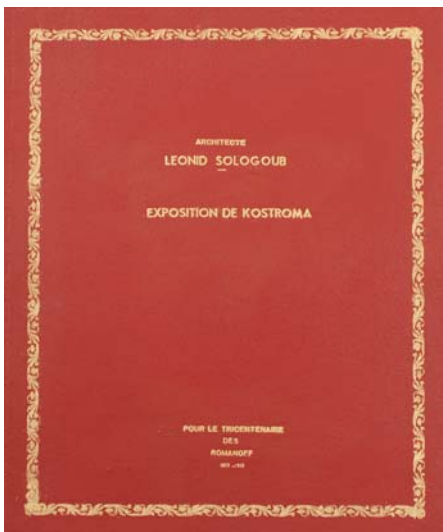 ARCHITECTE
LEONID SOLOGOUB
EXPOSITION DE KOSTROMA
POUR LE TRICENTENAIRE
DES
ROMANOFF